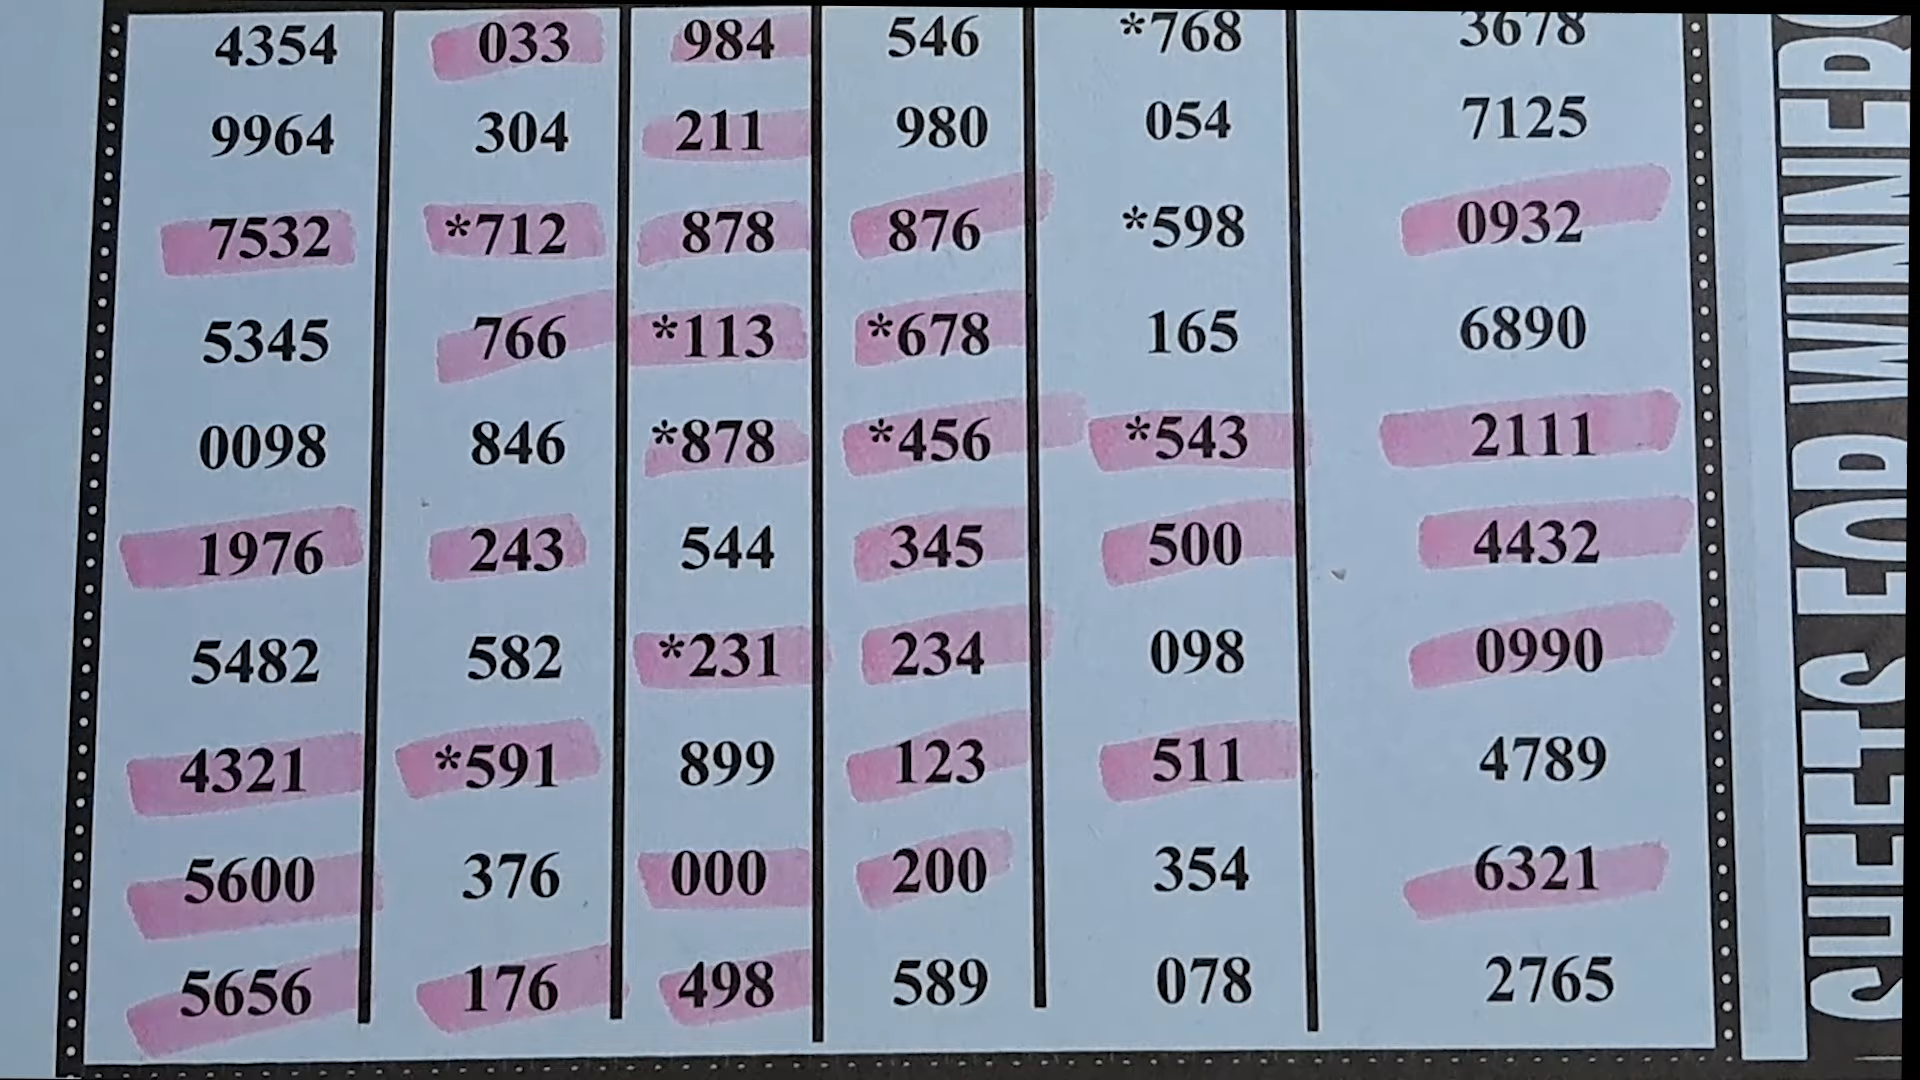 4354 033 984 546 *768 3678
9964 304 211 980 054 7125
7532 *712 878 876 *598 0932
5345 766 *113 *678 165 6890
0098 846 *878 *456 *543 2111
1976 243 544 345 500 4432
5482 582 *231 234 098 0990
4321 *591 899 123 511 4789
5600 376 000 200 354 6321
5656 176 498 589 078 2765
SHEETS FOR WINNERS